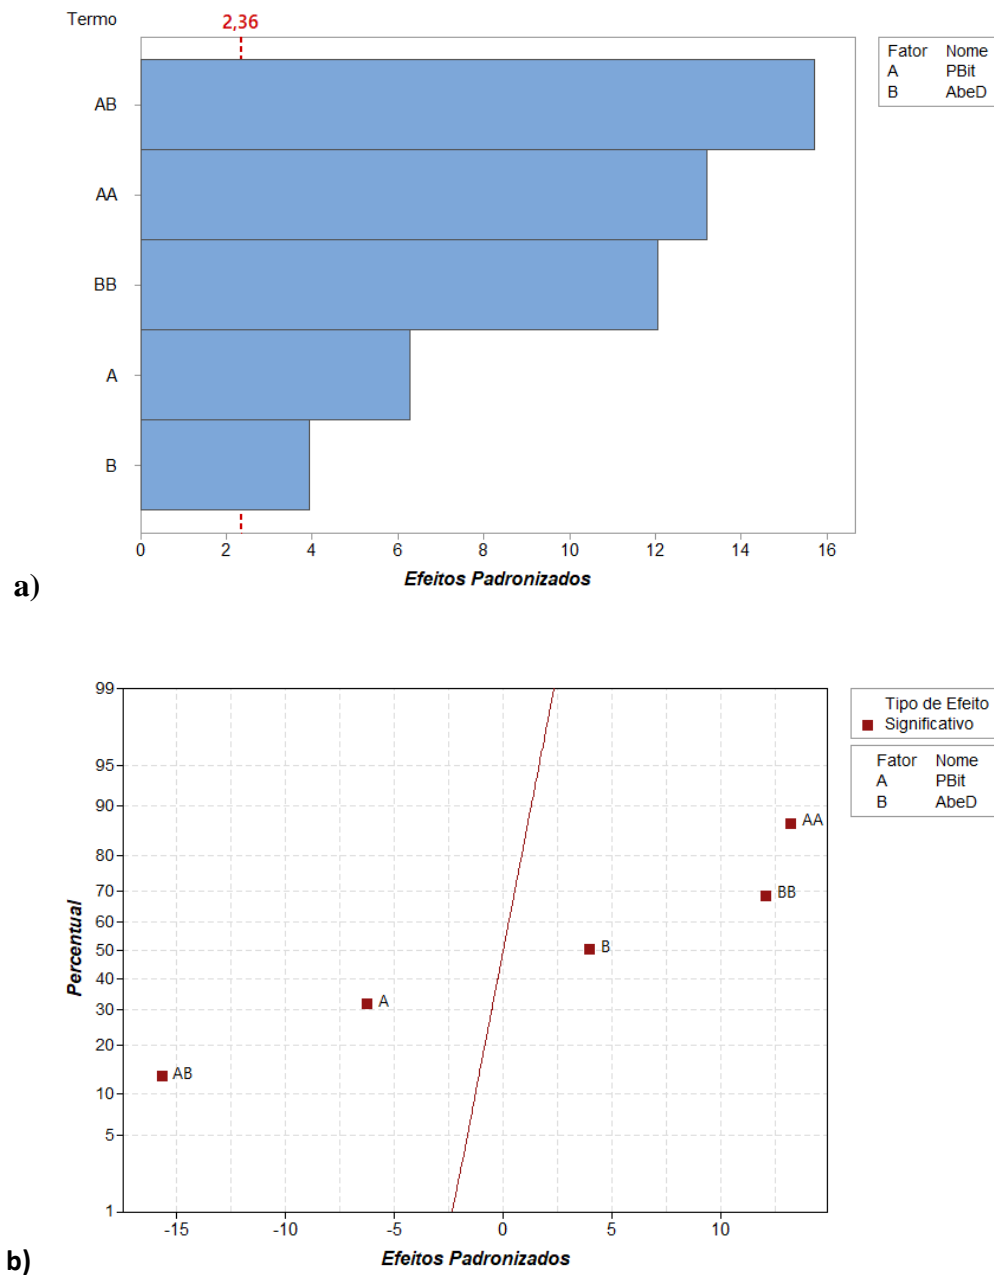 Termo
2,36
Fator Nome
A PBit
B AbeD
AB
AA
BB
A
B
0 2 4 6 8 10 12 14 16
Efeitos Padronizados
a)
99
95
90
80
70
60
50
40
30
20
10
5
1
Percentual
AA
BB
B
A
AB
Tipo de Efeito
Significativo
Fator Nome
A PBit
B AbeD
-15 -10 -5 0 5 10
Efeitos Padronizados
b)